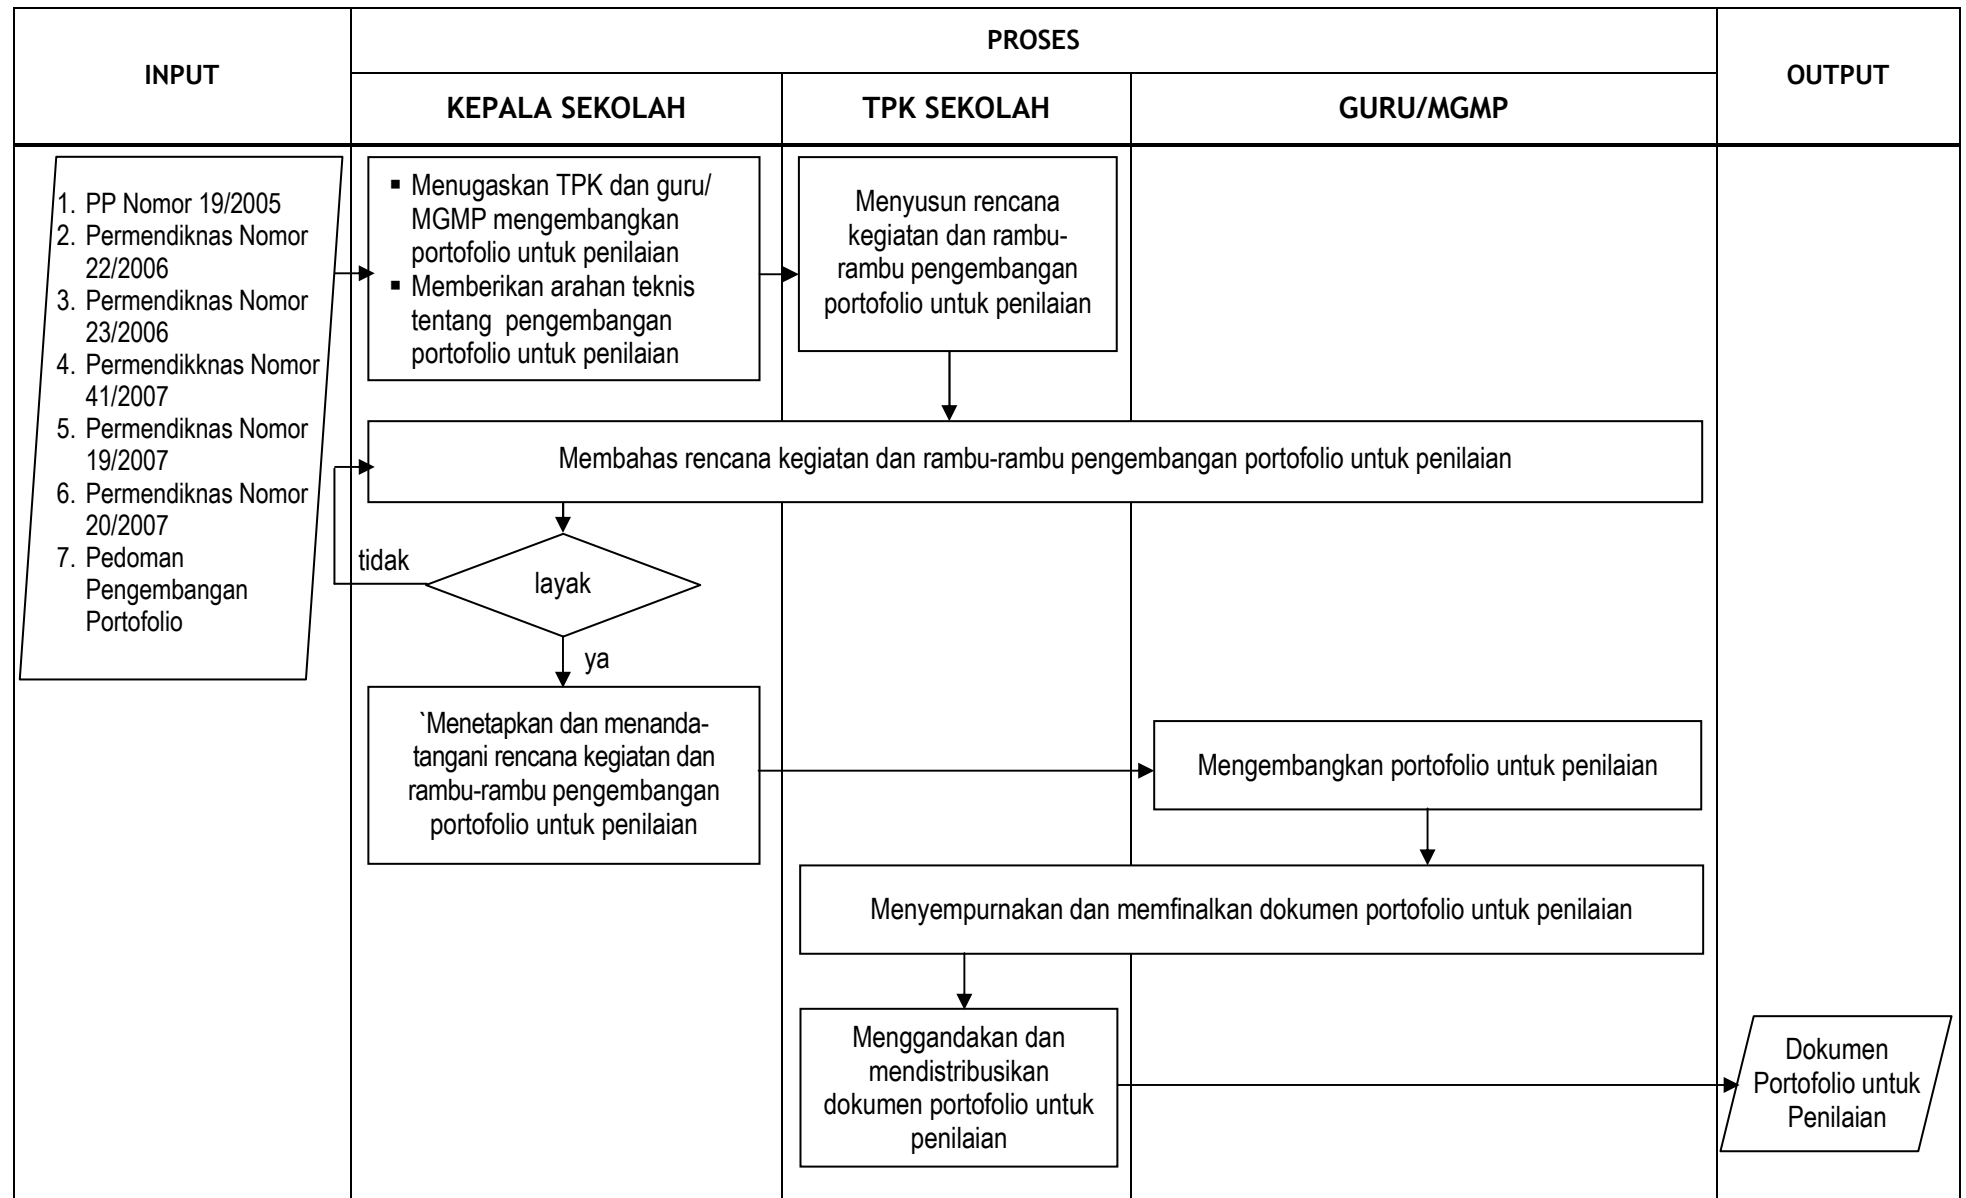 INPUT
PROSES
OUTPUT
KEPALA SEKOLAH
TPK SEKOLAH
GURU/MGMP
1. PP Nomor 19/2005
2. Permendiknas Nomor
22/2006
3. Permendiknas Nomor
23/2006
4. Permendikknas Nomor
41/2007
5. Permendiknas Nomor
19/2007
6. Permendiknas Nomor
20/2007
7. Pedoman
Pengembangan
Portofolio
▪ Menugaskan TPK dan guru/
MGMP mengembangkan
portofolio untuk penilaian
▪ Memberikan arahan teknis
tentang pengembangan
portofolio untuk penilaian
Menyusun rencana
kegiatan dan rambu-
rambu pengembangan
portofolio untuk penilaian
Membahas rencana kegiatan dan rambu-rambu pengembangan portofolio untuk penilaian
tidak
layak
ya
`Menetapkan dan menanda-
tangani rencana kegiatan dan
rambu-rambu pengembangan
portofolio untuk penilaian
Mengembangkan portofolio untuk penilaian
Menyempurnakan dan memfinalkan dokumen portofolio untuk penilaian
Menggandakan dan
mendistribusikan
dokumen portofolio untuk
penilaian
Dokumen
Portofolio untuk
Penilaian